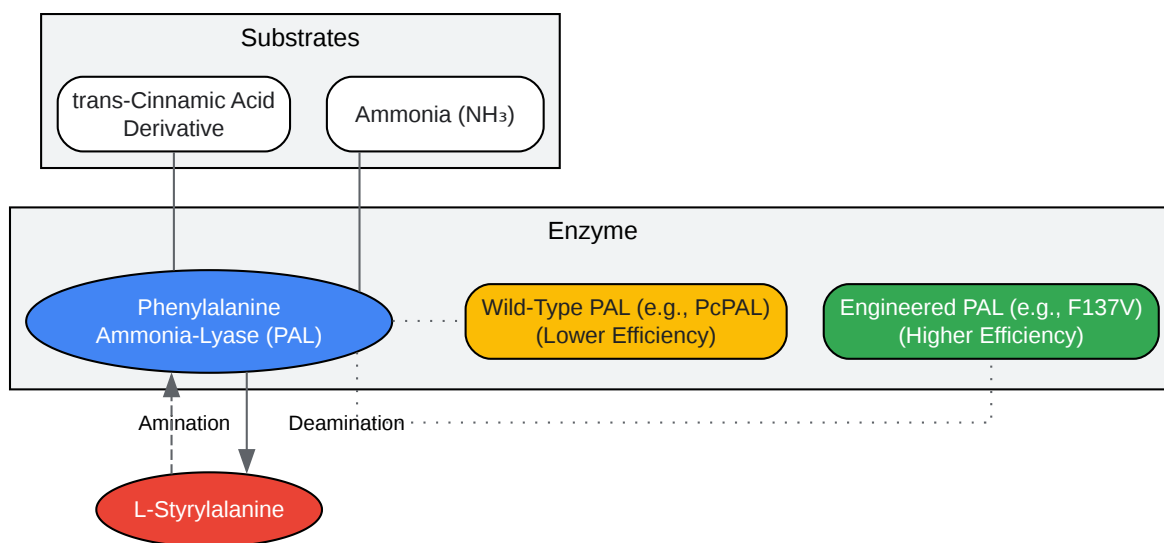 Substrates
trans-Cinnamic Acid
Derivative
Ammonia (NH₃)
Enzyme
Phenylalanine
Ammonia-Lyase (PAL)
Wild-Type PAL (e.g., PcPAL)
(Lower Efficiency)
Engineered PAL (e.g., F137V)
(Higher Efficiency)
Amination
Deamination
L-Styrylalanine